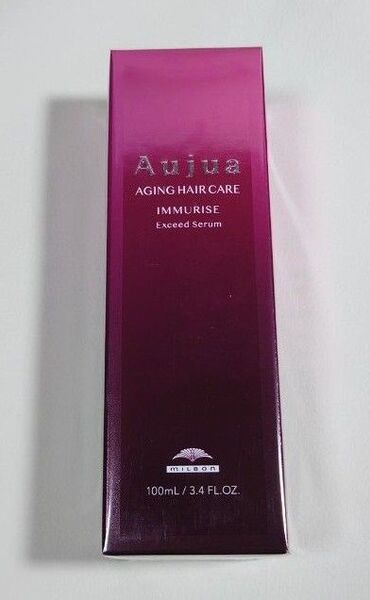 Aujua
AGING HAIR CARE
IMMURISE
Exceed Serum
MILBON
100mL / 3.4 FL.OZ.